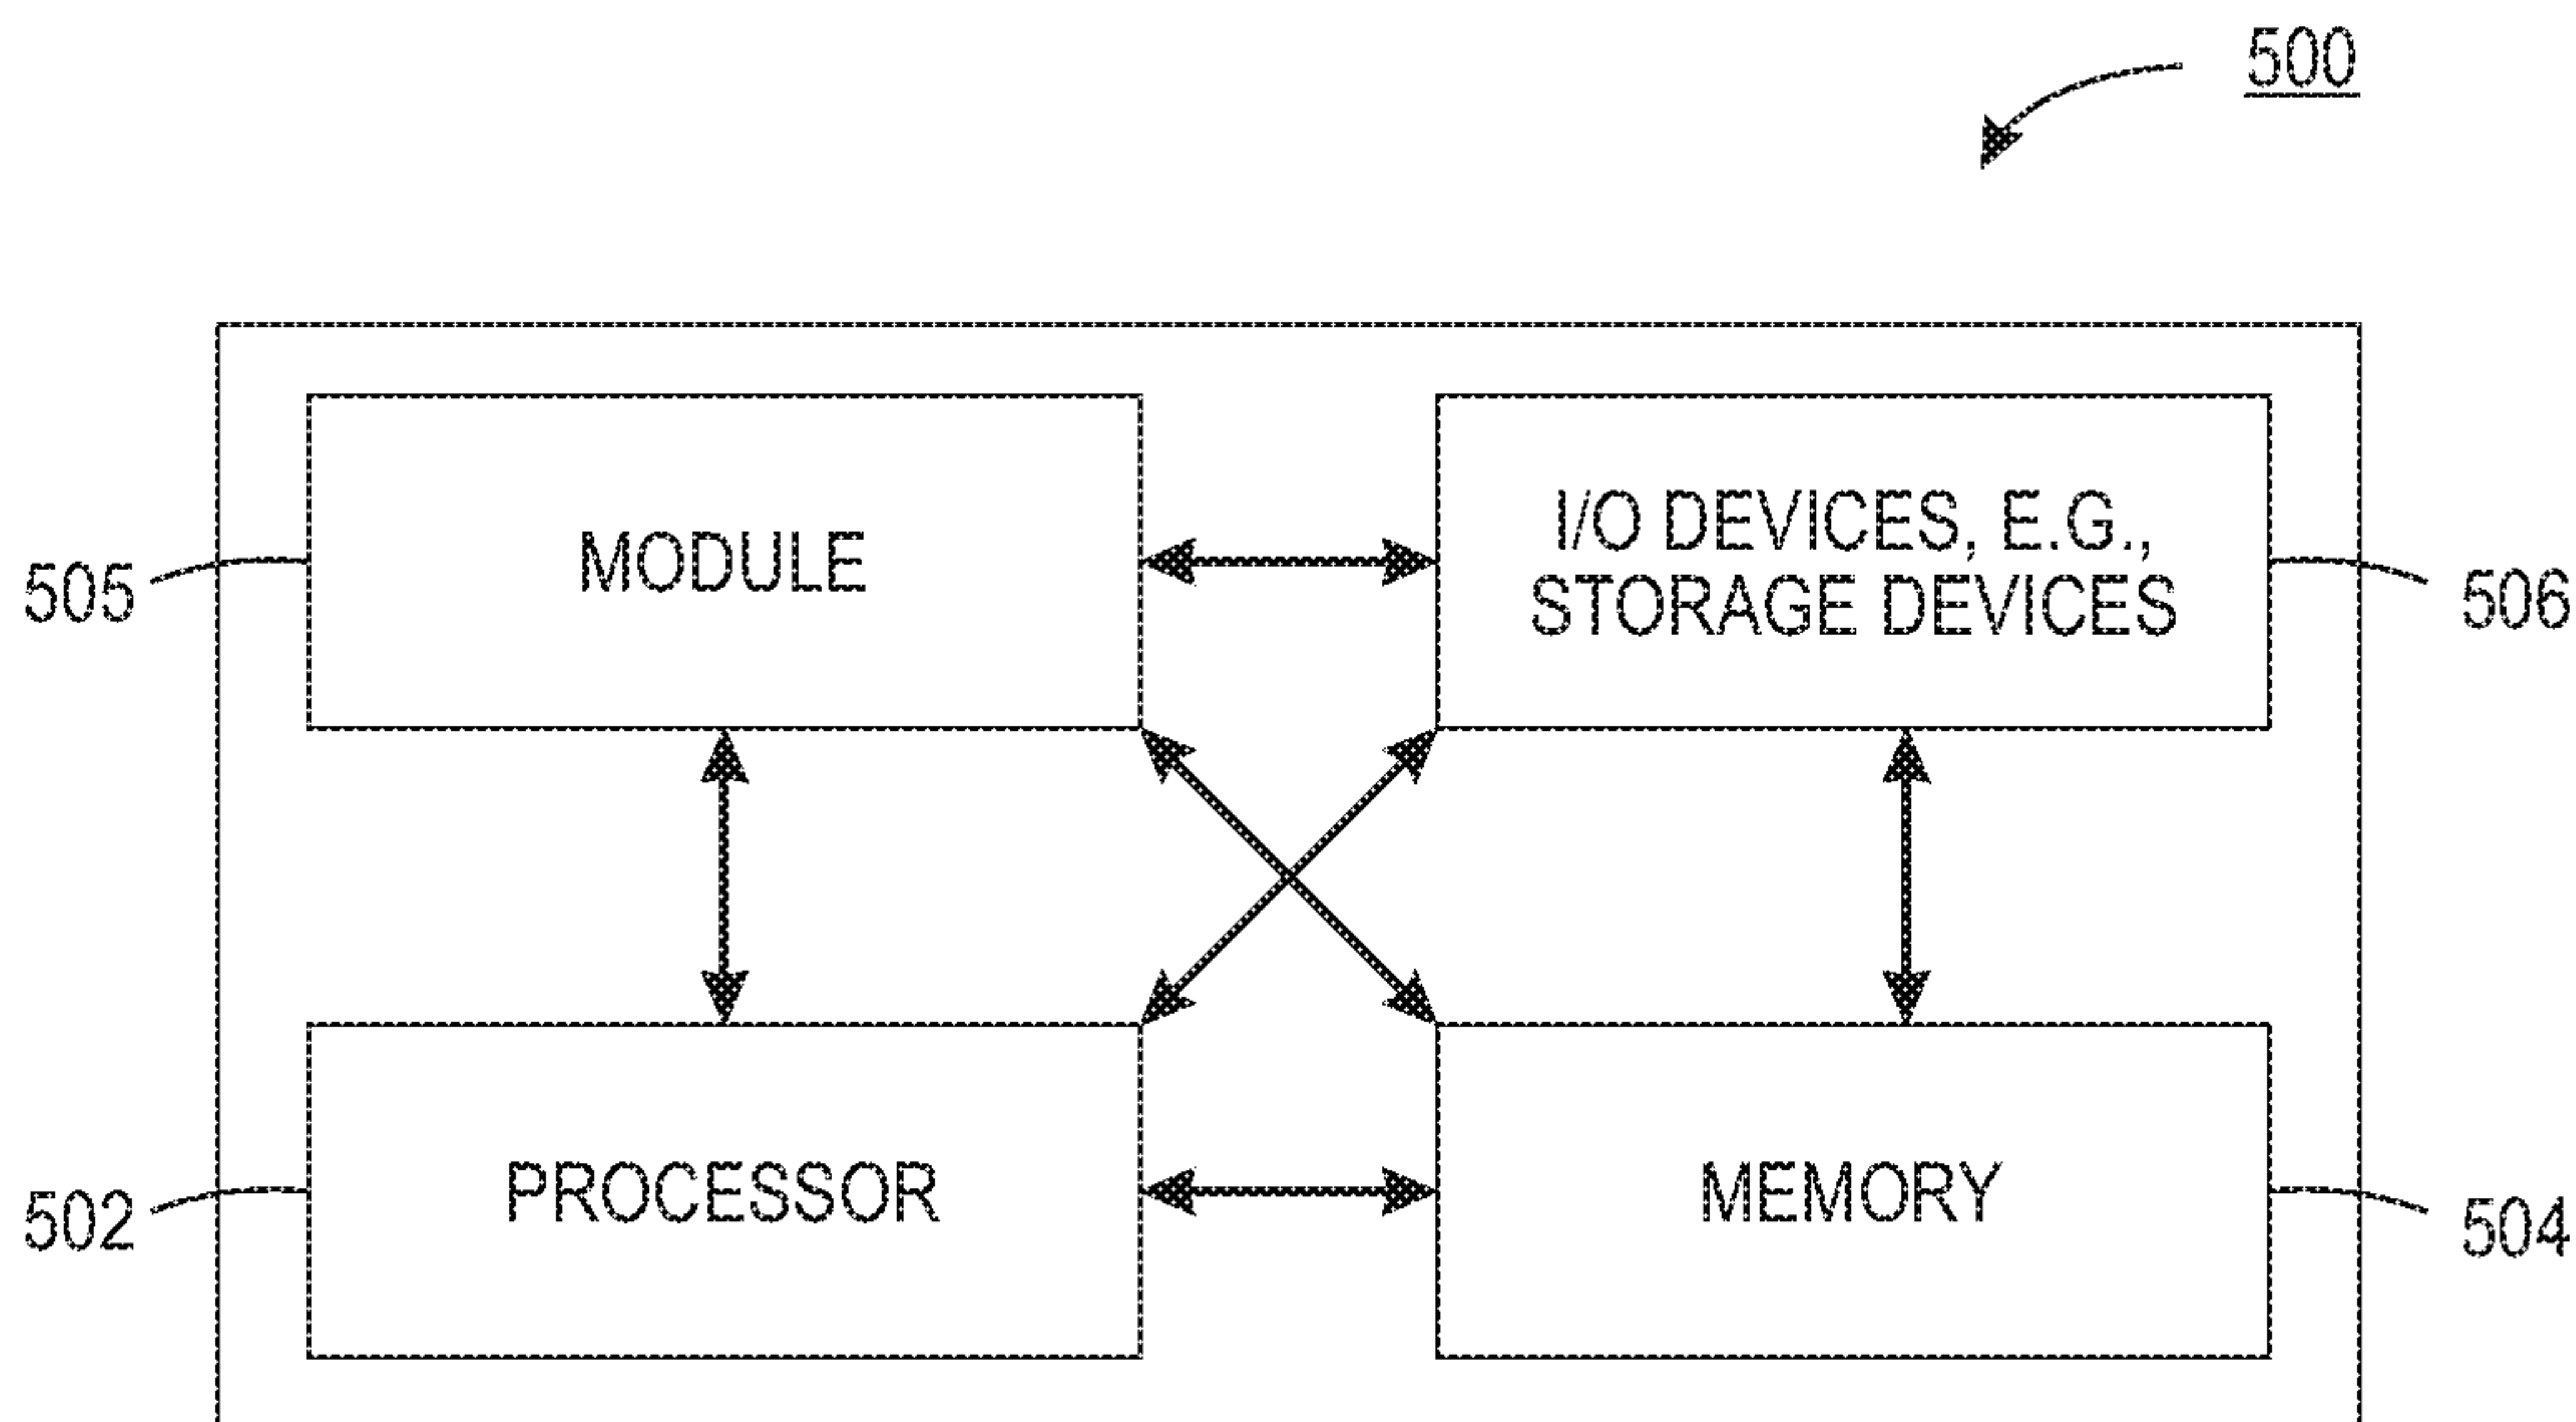 500
MODULE
I/O DEVICES, E.G.,
STORAGE DEVICES
505
506
PROCESSOR
MEMORY
502
504